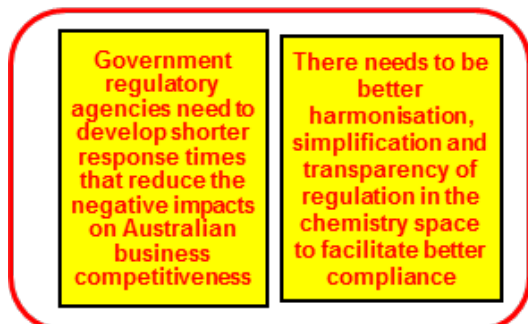 Government
regulatory
agencies need to
develop shorter
response times
that reduce the
negative impacts
on Australian
business
competitiveness
There needs to be
better
harmonisation,
simplification and
transparency of
regulation in the
chemistry space
to facilitate better
compliance